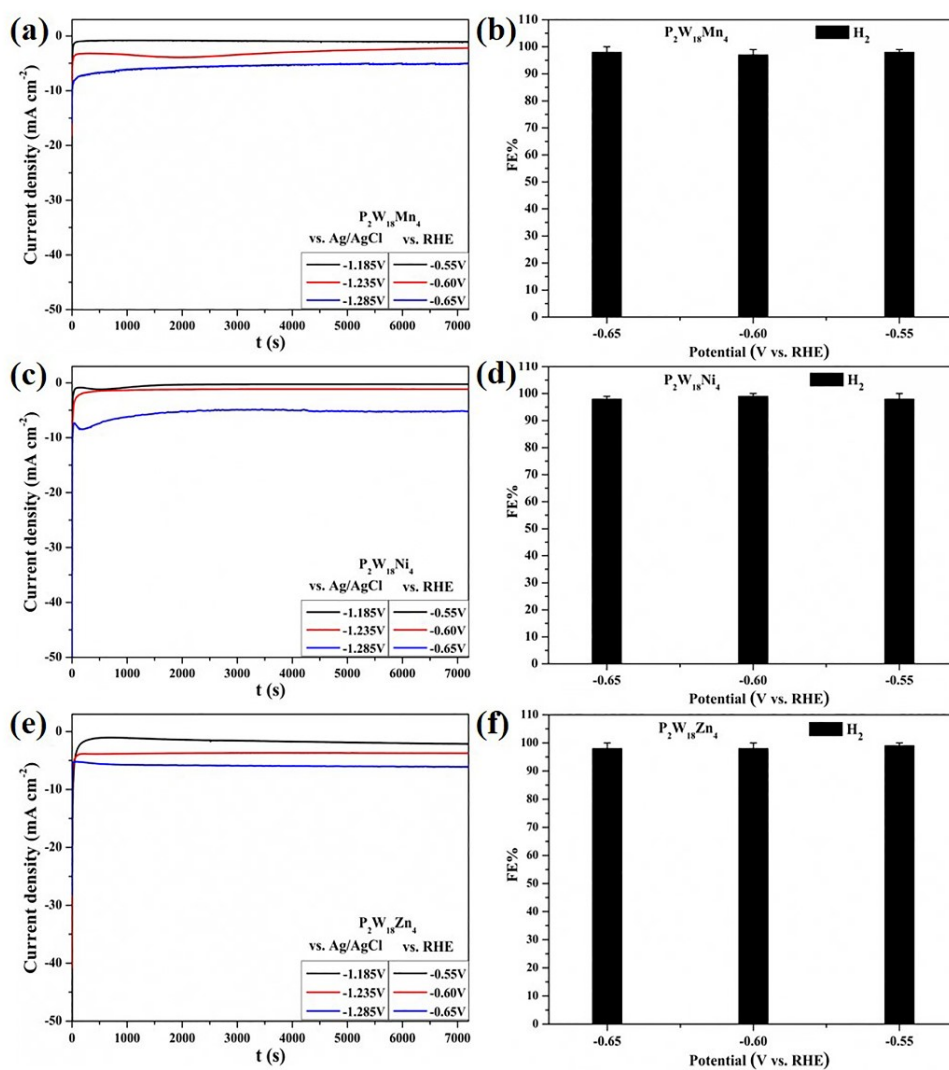 (a)
Current density (mA cm⁻²)
0
-10
-20
-30
-40
-50
P₂W₁₈Mn₄
vs. Ag/AgCl vs. RHE
-1.185V -0.55V
-1.235V -0.60V
-1.285V -0.65V
0 1000 2000 3000 4000 5000 6000 7000
t (s)
(b)
FE%
110
100
90
80
70
60
50
40
30
20
10
0
P₂W₁₈Mn₄ H₂
-0.65 -0.60 -0.55
Potential (V vs. RHE)
(c)
Current density (mA cm⁻²)
0
-10
-20
-30
-40
-50
P₂W₁₈Ni₄
vs. Ag/AgCl vs. RHE
-1.185V -0.55V
-1.235V -0.60V
-1.285V -0.65V
0 1000 2000 3000 4000 5000 6000 7000
t (s)
(d)
FE%
110
100
90
80
70
60
50
40
30
20
10
0
P₂W₁₈Ni₄ H₂
-0.65 -0.60 -0.55
Potential (V vs. RHE)
(e)
Current density (mA cm⁻²)
0
-10
-20
-30
-40
-50
P₂W₁₈Zn₄
vs. Ag/AgCl vs. RHE
-1.185V -0.55V
-1.235V -0.60V
-1.285V -0.65V
0 1000 2000 3000 4000 5000 6000 7000
t (s)
(f)
FE%
110
100
90
80
70
60
50
40
30
20
10
0
P₂W₁₈Zn₄ H₂
-0.65 -0.60 -0.55
Potential (V vs. RHE)